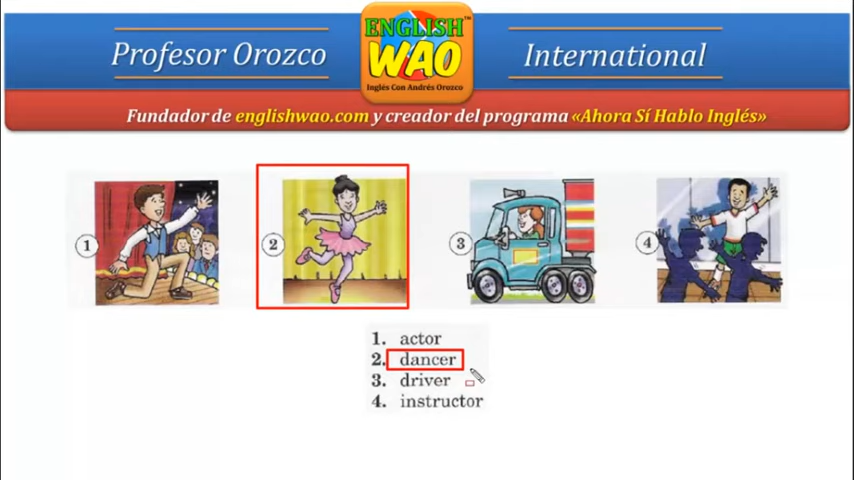 ENGLISH™
WAO
Inglés Con Andrés Orozco
Profesor Orozco
International
Fundador de englishwao.com y creador del programa «Ahora Sí Hablo Inglés»
1
2
3
4
1. actor
2. dancer
3. driver
4. instructor